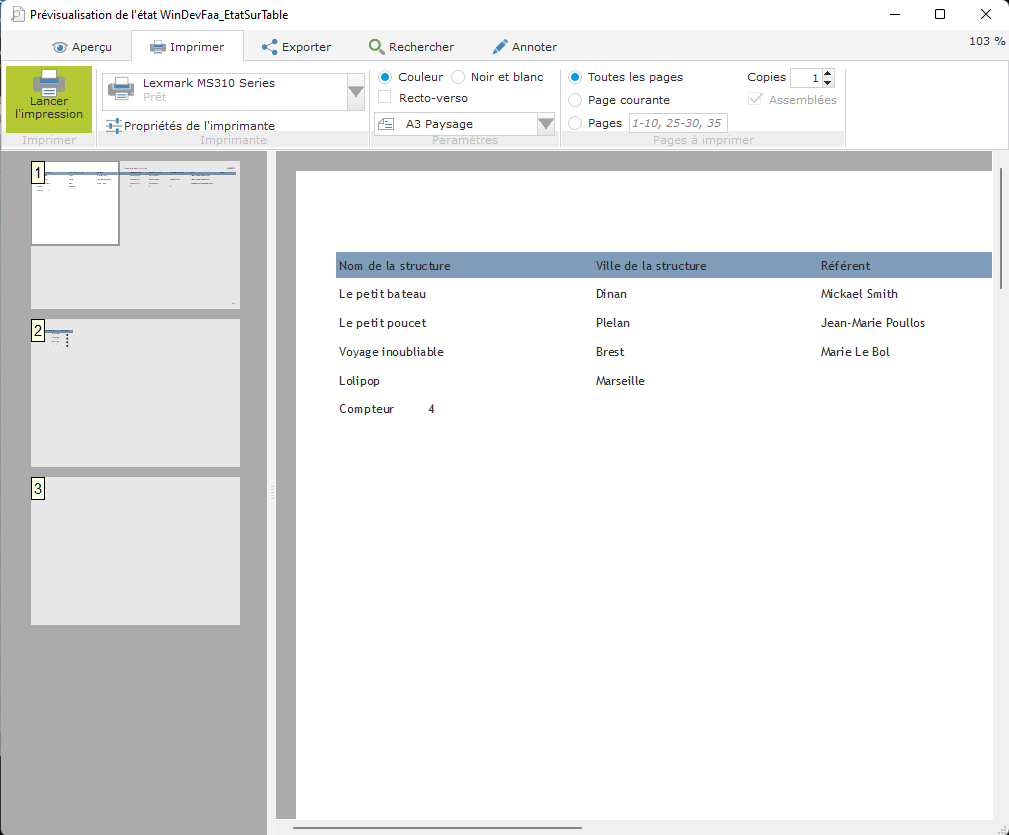 Prévisualisation de l'état WinDevFaa_EtatSurTable
Aperçu Imprimer Exporter Rechercher Annoter
103 %
Lancer l'impression
Imprimer
Lexmark MS310 Series
Prêt
Propriétés de l'imprimante
Imprimante
Couleur Noir et blanc
Recto-verso
A3 Paysage
Paramètres
Toutes les pages
Page courante
Pages 1-10, 25-30, 35
Copies 1
Assemblées
Pages à imprimer
1
2
3
Nom de la structure Ville de la structure Référent
Le petit bateau Dinan Mickael Smith
Le petit poucet Plelan Jean-Marie Poullos
Voyage inoubliable Brest Marie Le Bol
Lolipop Marseille
Compteur 4